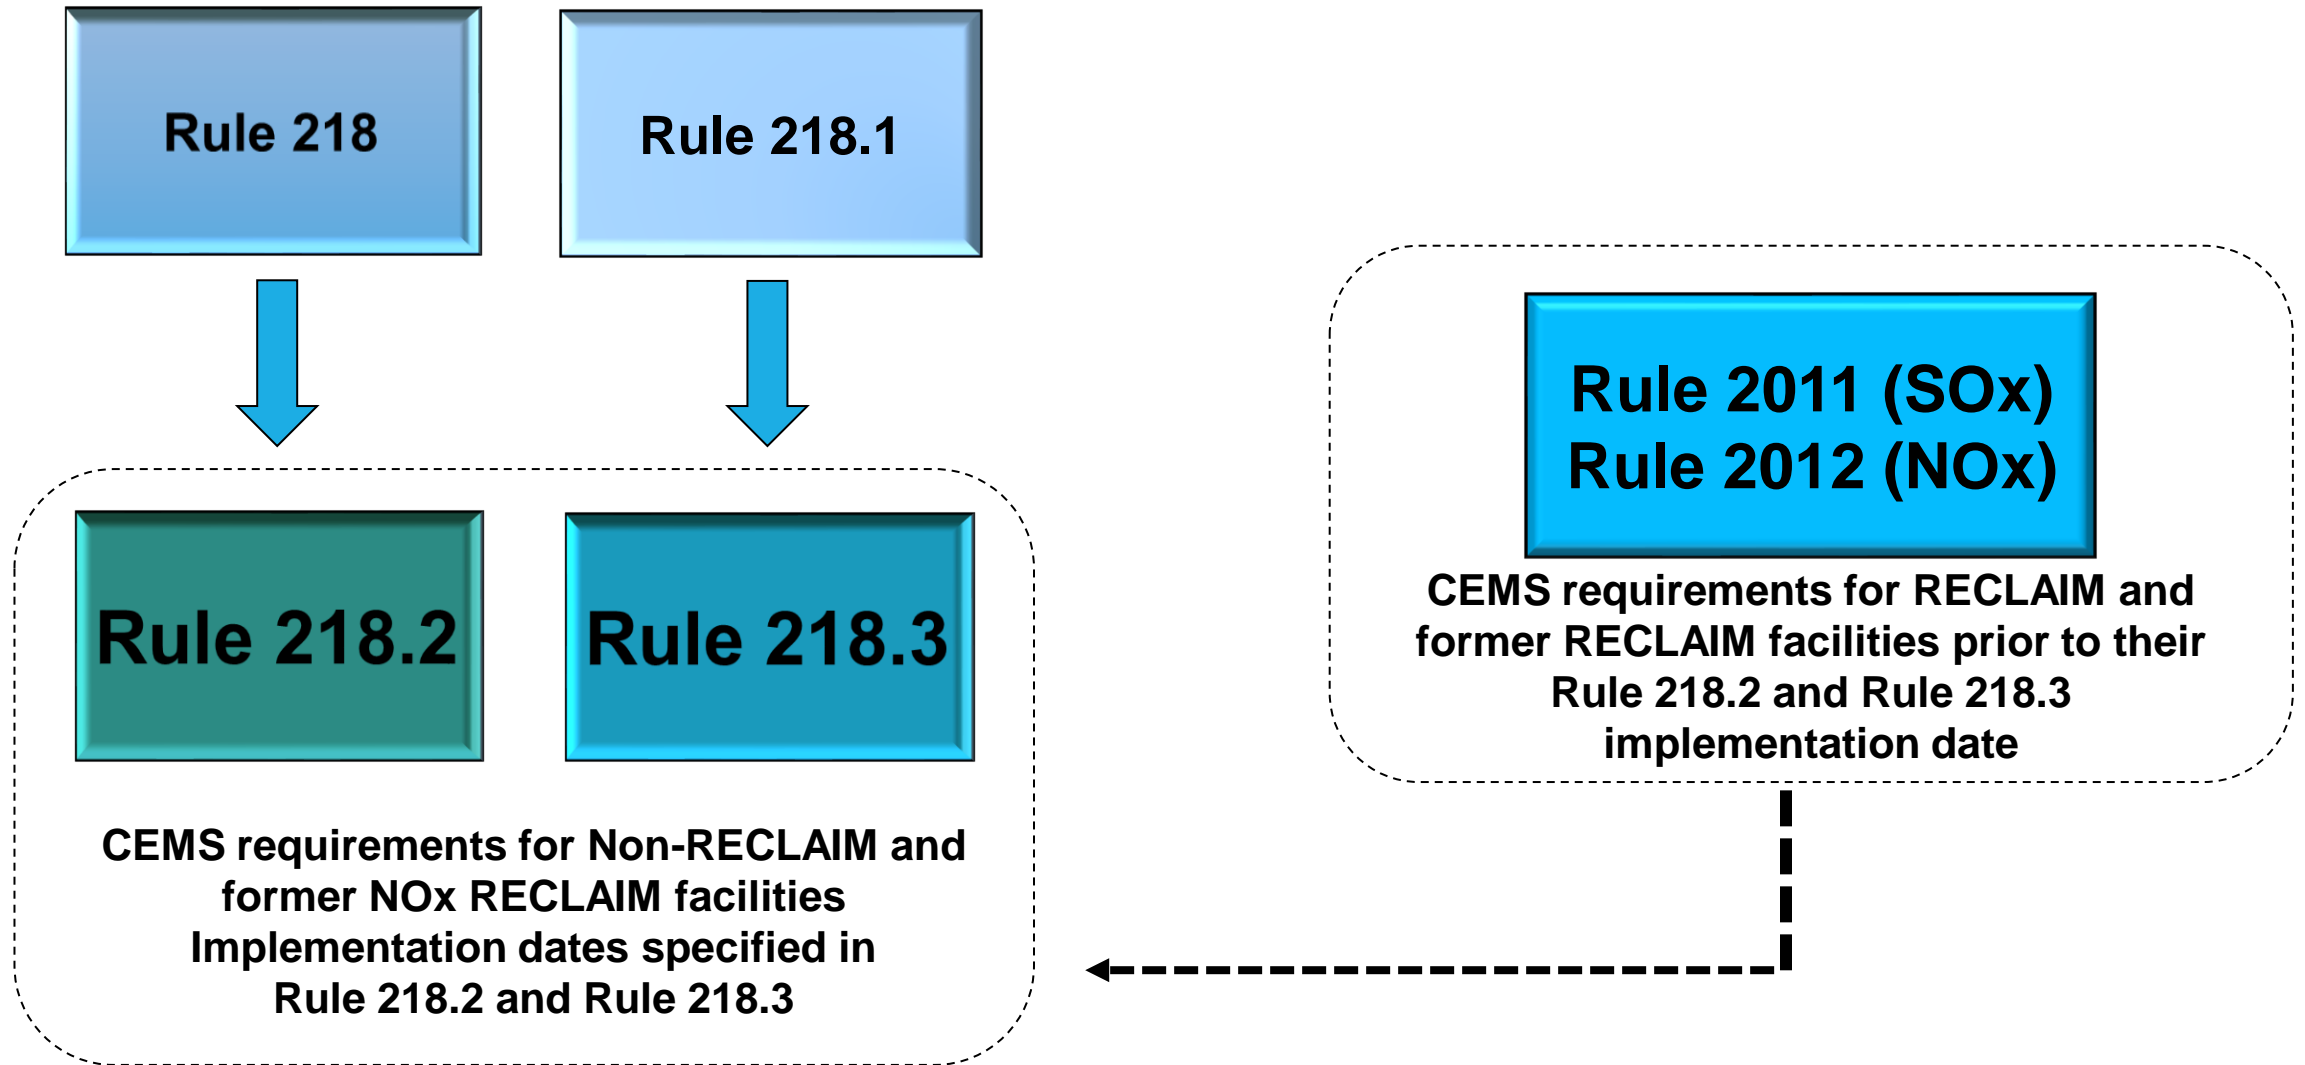 Rule 218
Rule 218.1
Rule 2011 (SOx)
Rule 2012 (NOx)
CEMS requirements for RECLAIM and
former RECLAIM facilities prior to their
Rule 218.2 and Rule 218.3
implementation date
Rule 218.2
Rule 218.3
CEMS requirements for Non-RECLAIM and
former NOx RECLAIM facilities
Implementation dates specified in
Rule 218.2 and Rule 218.3